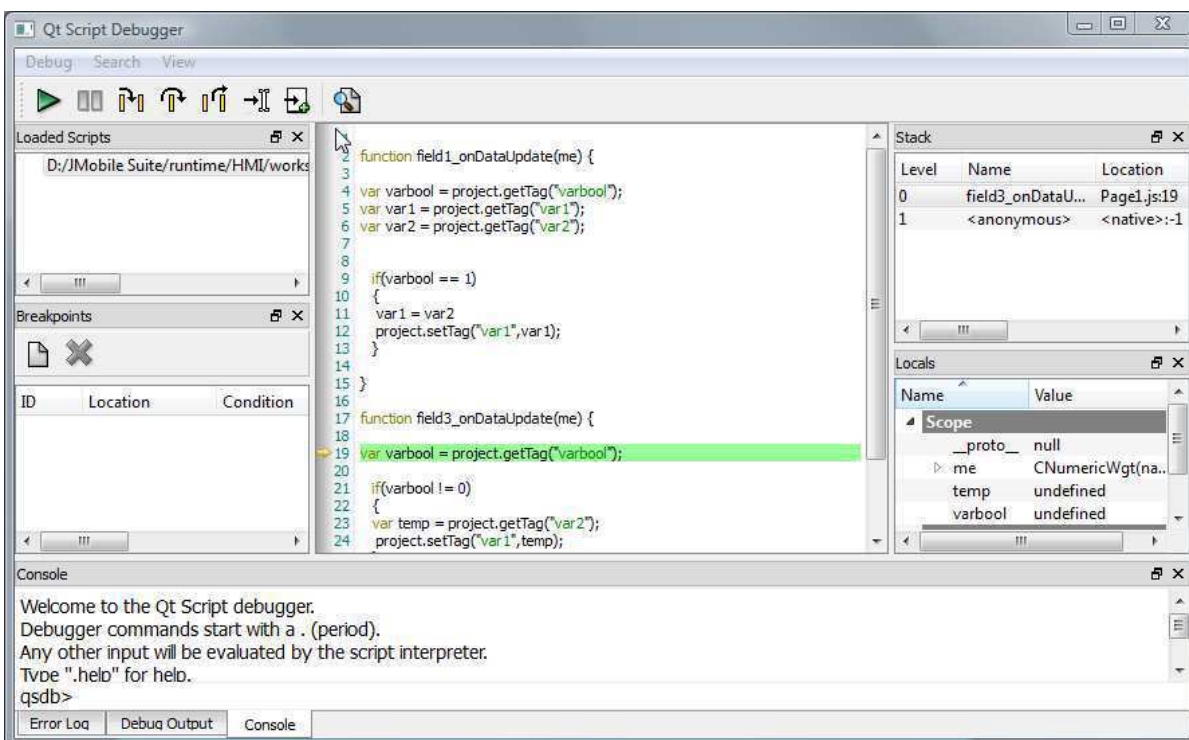 Qt Script Debugger
Debug Search View
Loaded Scripts
D:/JMobile Suite/runtime/HMI/works
Breakpoints
ID Location Condition
1
2 function field1_onDataUpdate(me) {
3
4 var varbool = project.getTag("varbool");
5 var var1 = project.getTag("var1");
6 var var2 = project.getTag("var2");
7
8
9 if(varbool == 1)
10 {
11 var1 = var2
12 project.setTag("var1",var1);
13 }
14
15 }
16
17 function field3_onDataUpdate(me) {
18
19 var varbool = project.getTag("varbool");
20
21 if(varbool != 0)
22 {
23 var temp = project.getTag("var2");
24 project.setTag("var1",temp);
Stack
Level Name Location
0 field3_onDataU... Page1.js:19
1 <anonymous> <native>:-1
Locals
Name Value
Scope
__proto__ null
me CNumericWgt(na...
temp undefined
varbool undefined
Console
Welcome to the Qt Script debugger.
Debugger commands start with a . (period).
Any other input will be evaluated by the script interpreter.
Type ".help" for help.
qsdb>
Error Log Debug Output Console